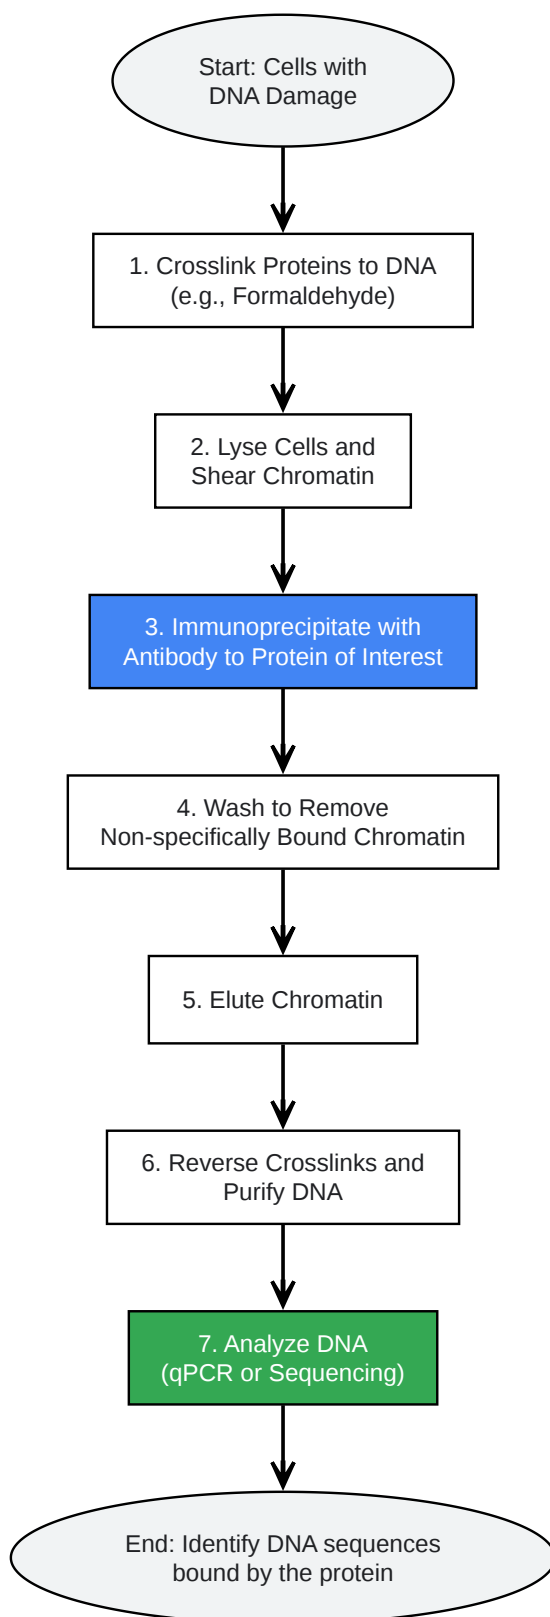 Start: Cells with
DNA Damage
1. Crosslink Proteins to DNA
(e.g., Formaldehyde)
2. Lyse Cells and
Shear Chromatin
3. Immunoprecipitate with
Antibody to Protein of Interest
4. Wash to Remove
Non-specifically Bound Chromatin
5. Elute Chromatin
6. Reverse Crosslinks and
Purify DNA
7. Analyze DNA
(qPCR or Sequencing)
End: Identify DNA sequences
bound by the protein